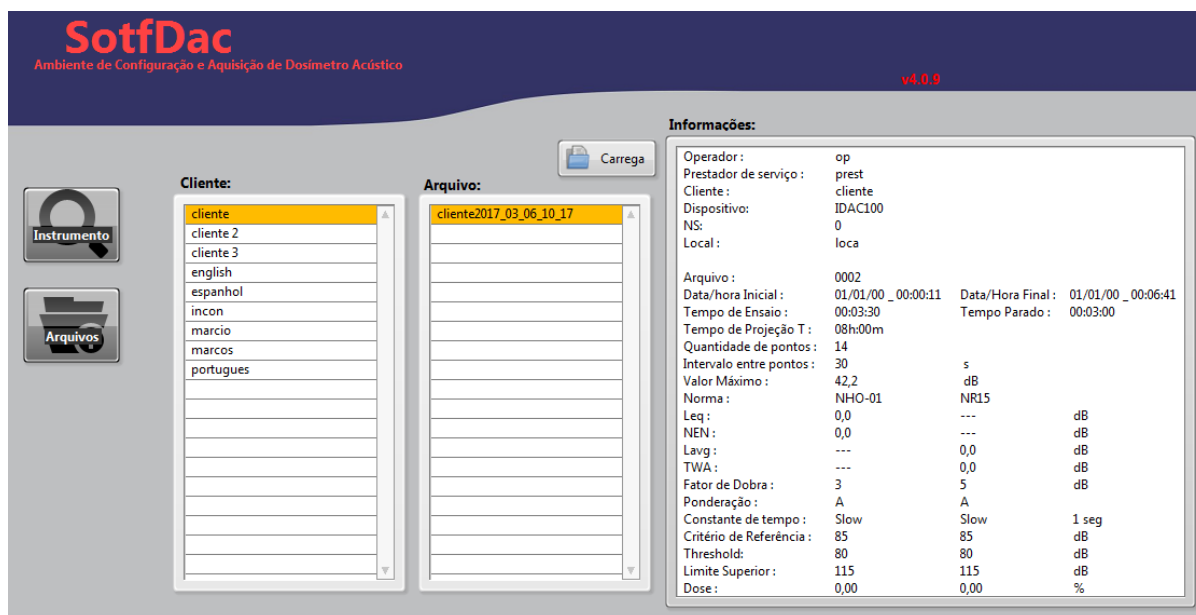 SotfDac
Ambiente de Configuração e Aquisição de Dosímetro Acústico
v4.0.9
Instrumento
Arquivos
Cliente:
cliente
cliente 2
cliente 3
english
espanhol
incon
marcio
marcos
portugues
Arquivo:
cliente2017_03_06_10_17
Carrega
Informações:
Operador : op
Prestador de serviço : prest
Cliente : cliente
Dispositivo: IDAC100
NS: 0
Local : loca
Arquivo : 0002
Data/hora Inicial : 01/01/00 _ 00:00:11 Data/Hora Final : 01/01/00 _ 00:06:41
Tempo de Ensaio : 00:03:30 Tempo Parado : 00:03:00
Tempo de Projeção T : 08h:00m
Quantidade de pontos : 14
Intervalo entre pontos : 30 s
Valor Máximo : 42,2 dB
Norma : NHO-01 NR15
Leq : 0,0 --- dB
NEN : 0,0 --- dB
Lavg : --- 0,0 dB
TWA : --- 0,0 dB
Fator de Dobra : 3 5 dB
Ponderação : A A
Constante de tempo : Slow Slow 1 seg
Critério de Referência : 85 85 dB
Threshold: 80 80 dB
Limite Superior : 115 115 dB
Dose : 0,00 0,00 %